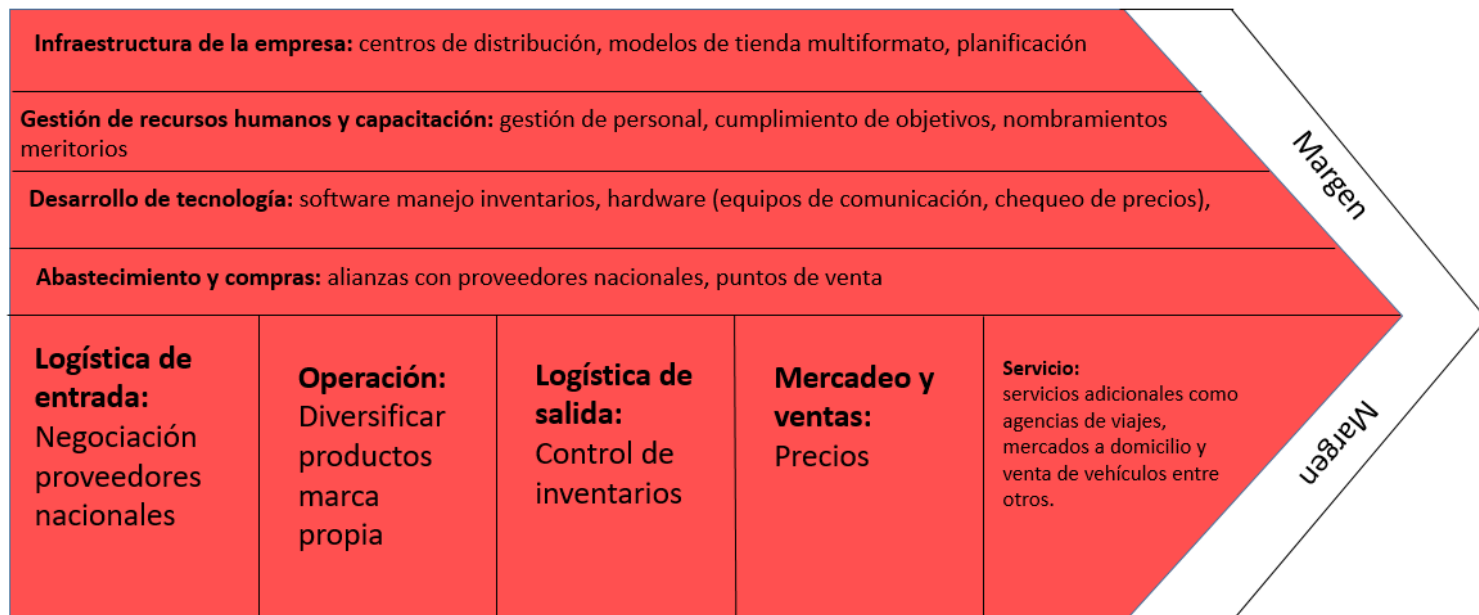 Infraestructura de la empresa: centros de distribución, modelos de tienda multiformato, planificación
Gestión de recursos humanos y capacitación: gestión de personal, cumplimiento de objetivos, nombramientos
meritorios
Desarrollo de tecnología: software manejo inventarios, hardware (equipos de comunicación, chequeo de precios),
Abastecimiento y compras: alianzas con proveedores nacionales, puntos de venta
Logística de
entrada:
Negociación
proveedores
nacionales
Operación:
Diversificar
productos
marca
propia
Logística de
salida:
Control de
inventarios
Mercadeo y
ventas:
Precios
Servicio:
servicios adicionales como
agencias de viajes,
mercados a domicilio y
venta de vehículos entre
otros.
Margen
Margen